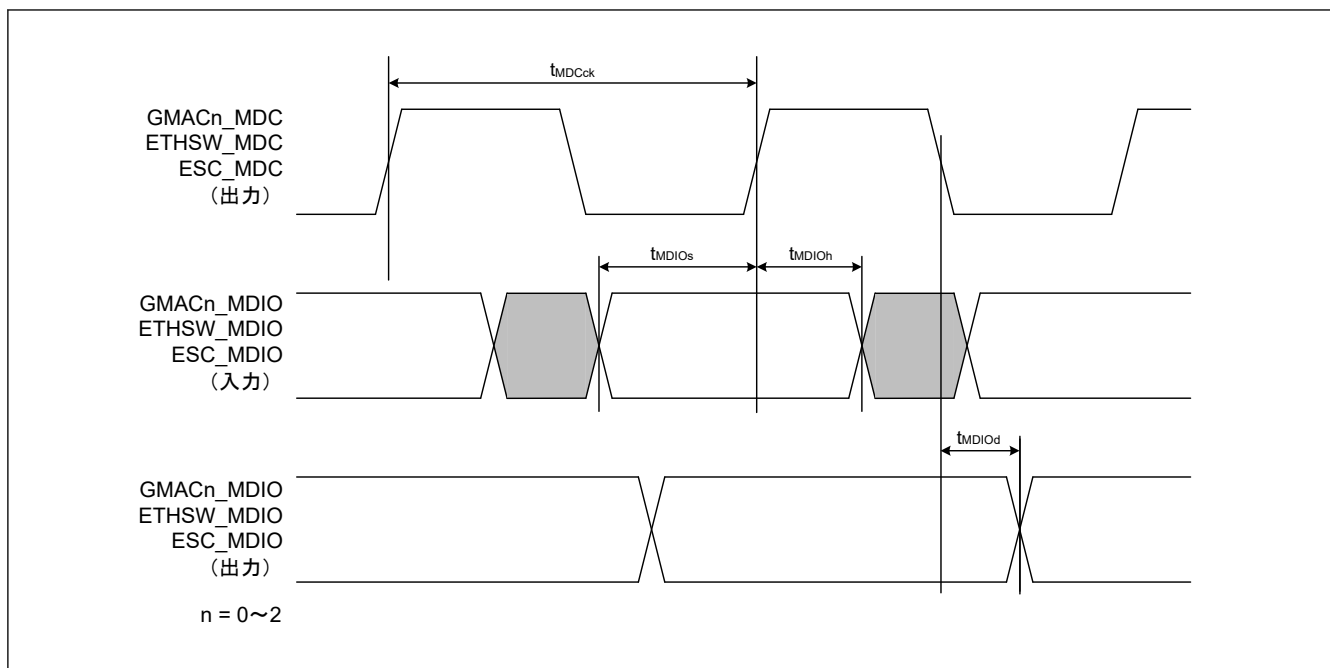 tMDCck
GMACn_MDC
ETHSW_MDC
ESC_MDC
（出力）
tMDIOs
tMDIOh
GMACn_MDIO
ETHSW_MDIO
ESC_MDIO
（入力）
tMDIOd
GMACn_MDIO
ETHSW_MDIO
ESC_MDIO
（出力）
n = 0～2